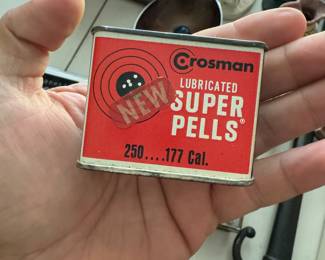 Crosman
LUBRICATED
NEW
SUPER
PELLS®
250....177 Cal.